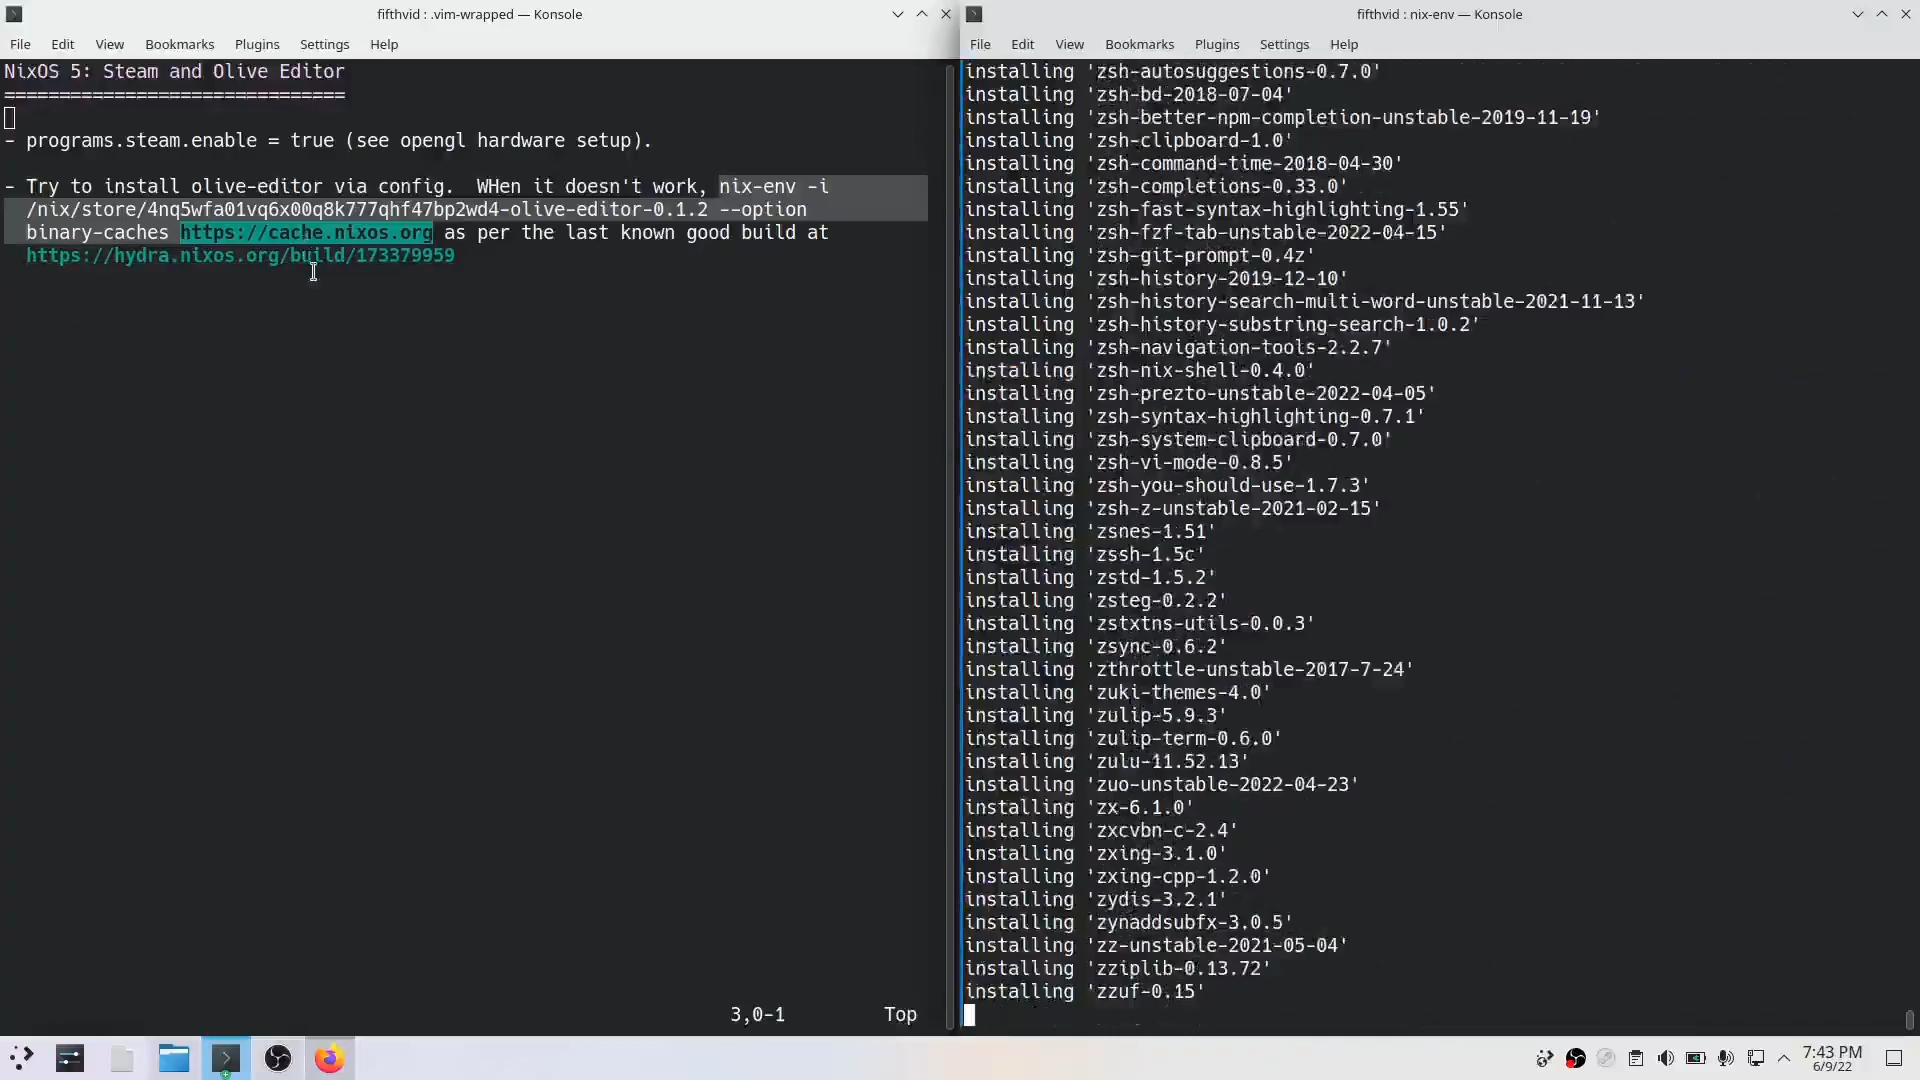 fifthvid : .vim-wrapped — Konsole
File Edit View Bookmarks Plugins Settings Help
NixOS 5: Steam and Olive Editor
===============================
- programs.steam.enable = true (see opengl hardware setup).
- Try to install olive-editor via config.  WHen it doesn't work, nix-env -i
/nix/store/4nq5wfa01vq6x00q8k777qhf47bp2wd4-olive-editor-0.1.2 --option
binary-caches https://cache.nixos.org as per the last known good build at
https://hydra.nixos.org/build/173379959
3,0-1 Top
fifthvid : nix-env — Konsole
File Edit View Bookmarks Plugins Settings Help
installing 'zsh-autosuggestions-0.7.0'
installing 'zsh-bd-2018-07-04'
installing 'zsh-better-npm-completion-unstable-2019-11-19'
installing 'zsh-clipboard-1.0'
installing 'zsh-command-time-2018-04-30'
installing 'zsh-completions-0.33.0'
installing 'zsh-fast-syntax-highlighting-1.55'
installing 'zsh-fzf-tab-unstable-2022-04-15'
installing 'zsh-git-prompt-0.4z'
installing 'zsh-history-2019-12-10'
installing 'zsh-history-search-multi-word-unstable-2021-11-13'
installing 'zsh-history-substring-search-1.0.2'
installing 'zsh-navigation-tools-2.2.7'
installing 'zsh-nix-shell-0.4.0'
installing 'zsh-prezto-unstable-2022-04-05'
installing 'zsh-syntax-highlighting-0.7.1'
installing 'zsh-system-clipboard-0.7.0'
installing 'zsh-vi-mode-0.8.5'
installing 'zsh-you-should-use-1.7.3'
installing 'zsh-z-unstable-2021-02-15'
installing 'zsnes-1.51'
installing 'zssh-1.5c'
installing 'zstd-1.5.2'
installing 'zsteg-0.2.2'
installing 'zstxtns-utils-0.0.3'
installing 'zsync-0.6.2'
installing 'zthrottle-unstable-2017-7-24'
installing 'zuki-themes-4.0'
installing 'zulip-5.9.3'
installing 'zulip-term-0.6.0'
installing 'zulu-11.52.13'
installing 'zuo-unstable-2022-04-23'
installing 'zx-6.1.0'
installing 'zxcvbn-c-2.4'
installing 'zxing-3.1.0'
installing 'zxing-cpp-1.2.0'
installing 'zydis-3.2.1'
installing 'zynaddsubfx-3.0.5'
installing 'zz-unstable-2021-05-04'
installing 'zziplib-0.13.72'
installing 'zzuf-0.15'
7:43 PM
6/9/22